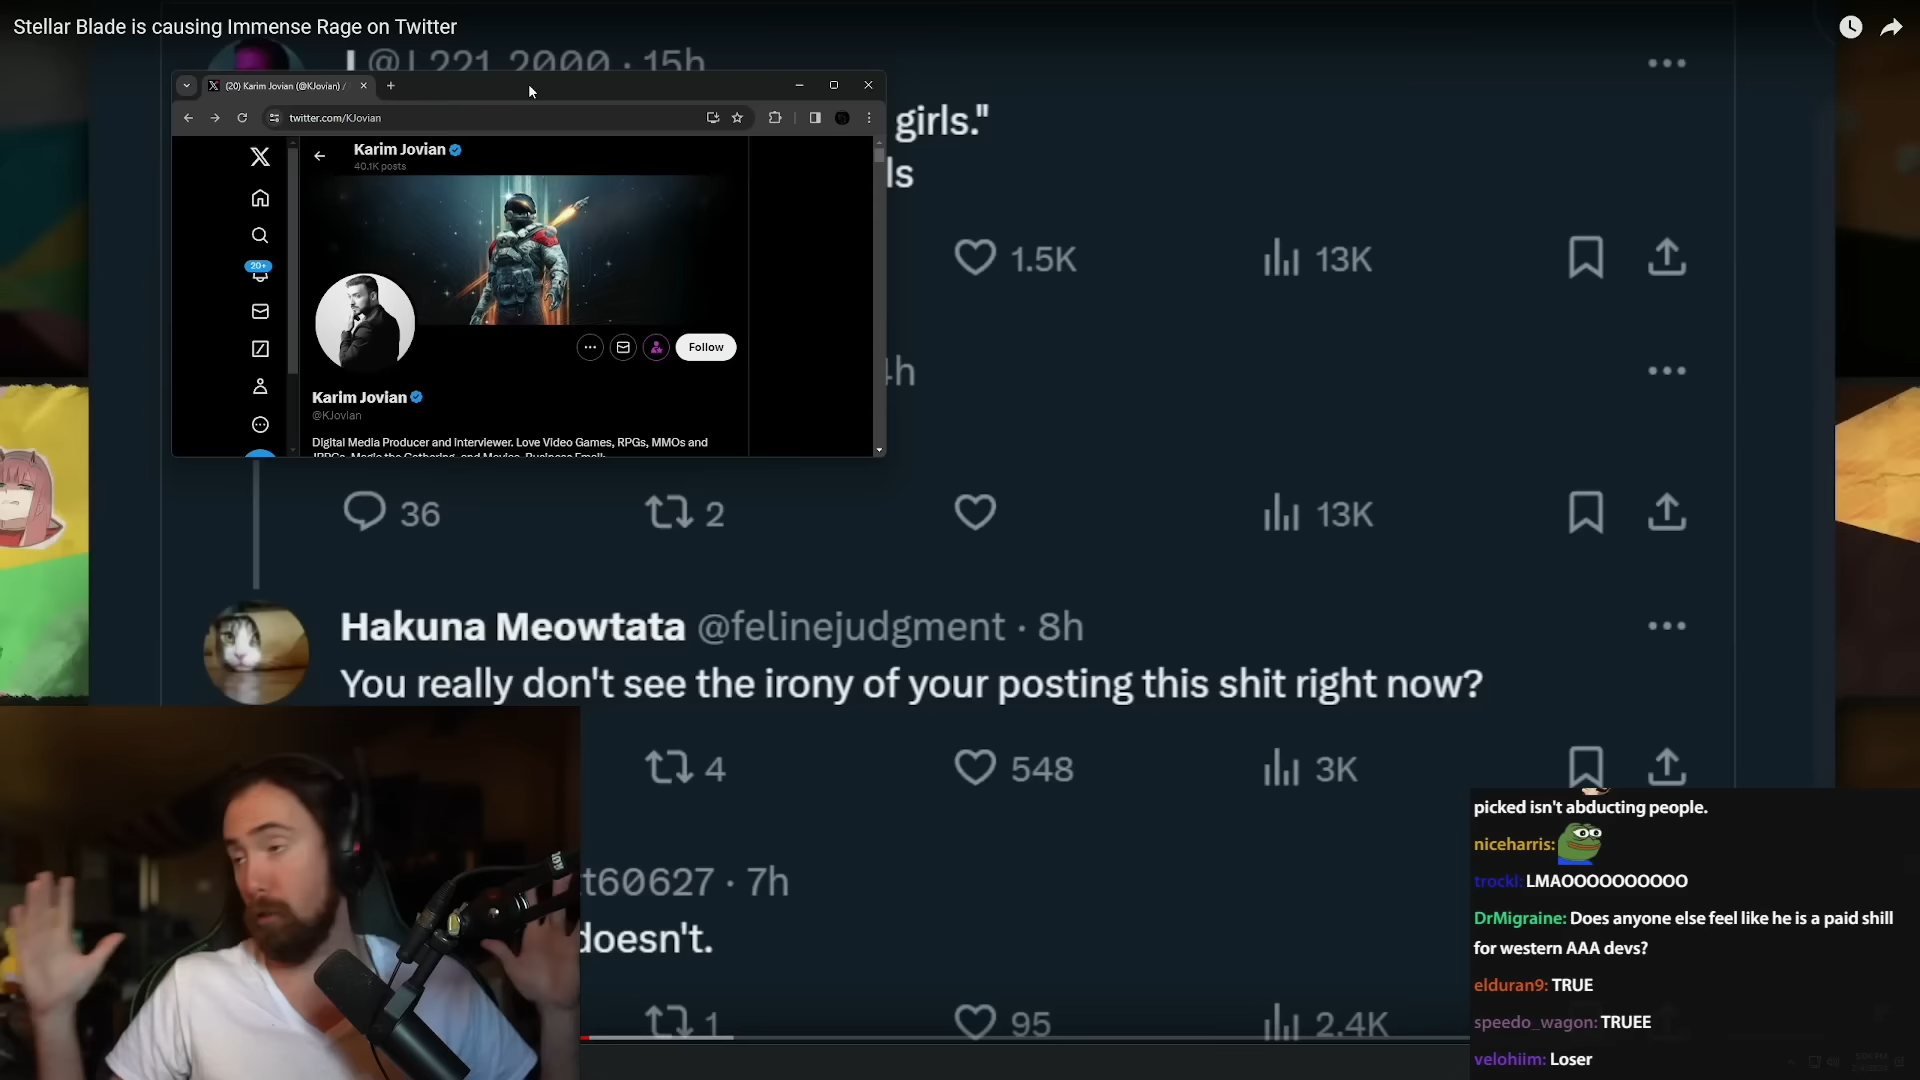 Stellar Blade is causing Immense Rage on Twitter
@L221_2000 · 15h
(20) Karim Jovian (@KJovian) /
twitter.com/KJovian
girls."
ls
Karim Jovian
40.1K posts
1.5K
13K
20+
Follow
4h
Karim Jovian
@KJovian
Digital Media Producer and Interviewer. Love Video Games, RPGs, MMOs and
JRPGs, Magic the Gathering, and Movies. Business Email:
36
2
13K
Hakuna Meowtata @felinejudgment · 8h
You really don't see the irony of your posting this shit right now?
4
548
3K
picked isn't abducting people.
niceharris:
trockl: LMAOOOOOOOOOO
t60627 · 7h
DrMigraine: Does anyone else feel like he is a paid shill
for western AAA devs?
doesn't.
elduran9: TRUE
1
95
2.4K
speedo_wagon: TRUEE
velohiim: Loser